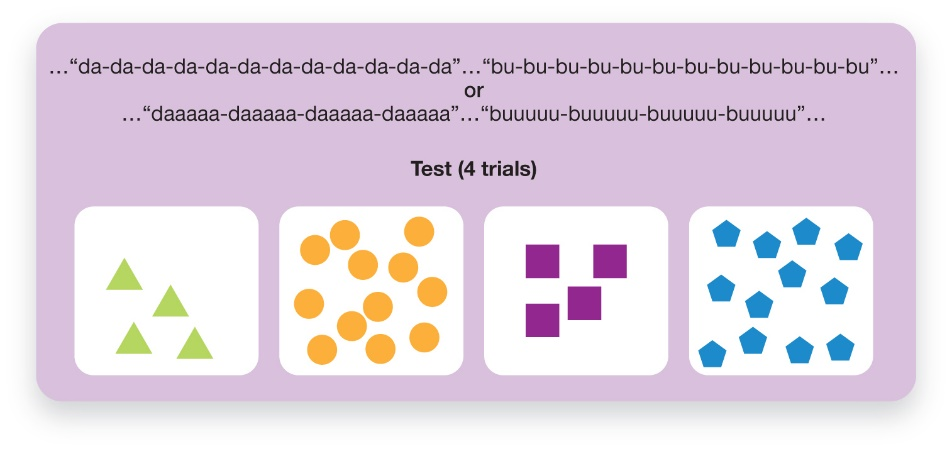 …“da-da-da-da-da-da-da-da-da-da-da-da”…“bu-bu-bu-bu-bu-bu-bu-bu-bu-bu-bu-bu”…
or
…“daaaaa-daaaaa-daaaaa-daaaaa”…“buuuuu-buuuuu-buuuuu-buuuuu”…
Test (4 trials)